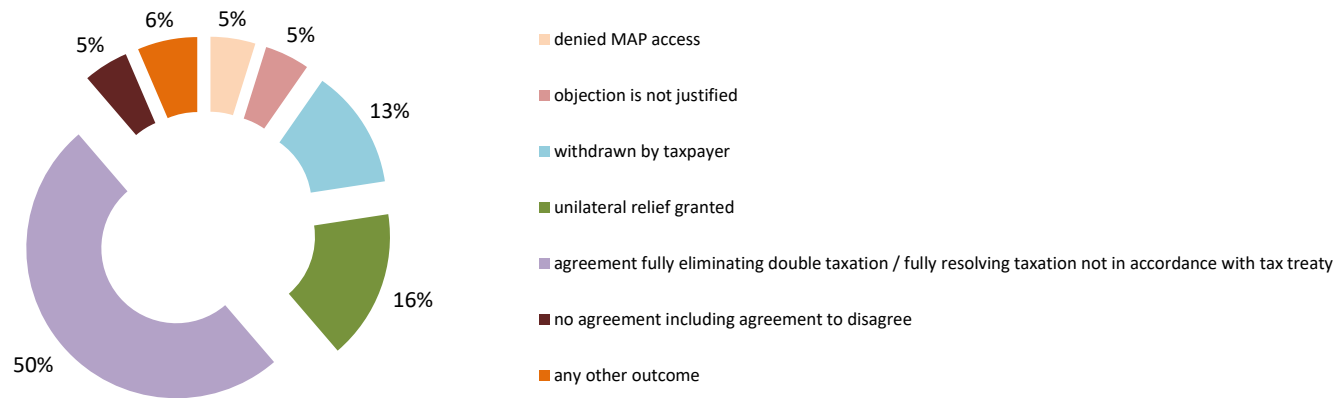 6%
5%
5%
5%
13%
16%
50%
denied MAP access
objection is not justified
withdrawn by taxpayer
unilateral relief granted
agreement fully eliminating double taxation / fully resolving taxation not in accordance with tax treaty
no agreement including agreement to disagree
any other outcome